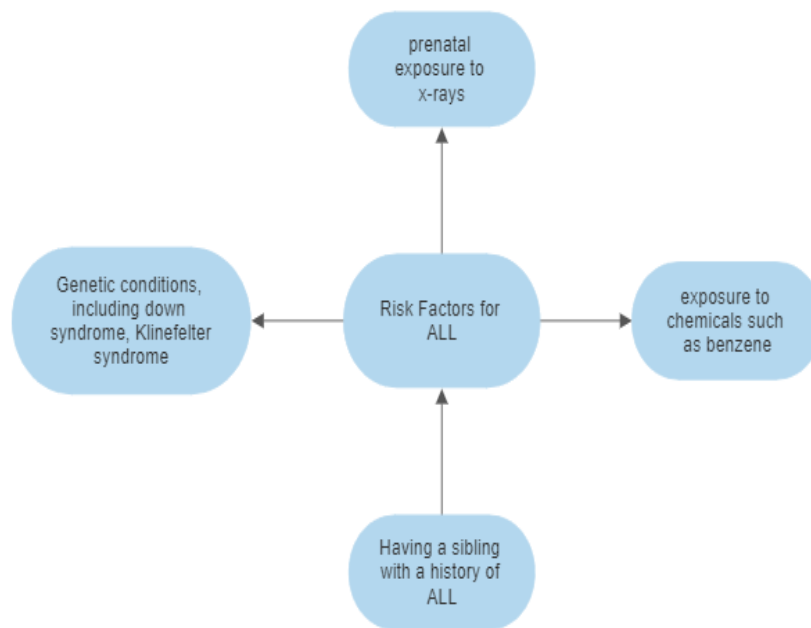 prenatal
exposure to
x-rays
Genetic conditions,
including down
syndrome, Klinefelter
syndrome
Risk Factors for
ALL
exposure to
chemicals such
as benzene
Having a sibling
with a history of
ALL